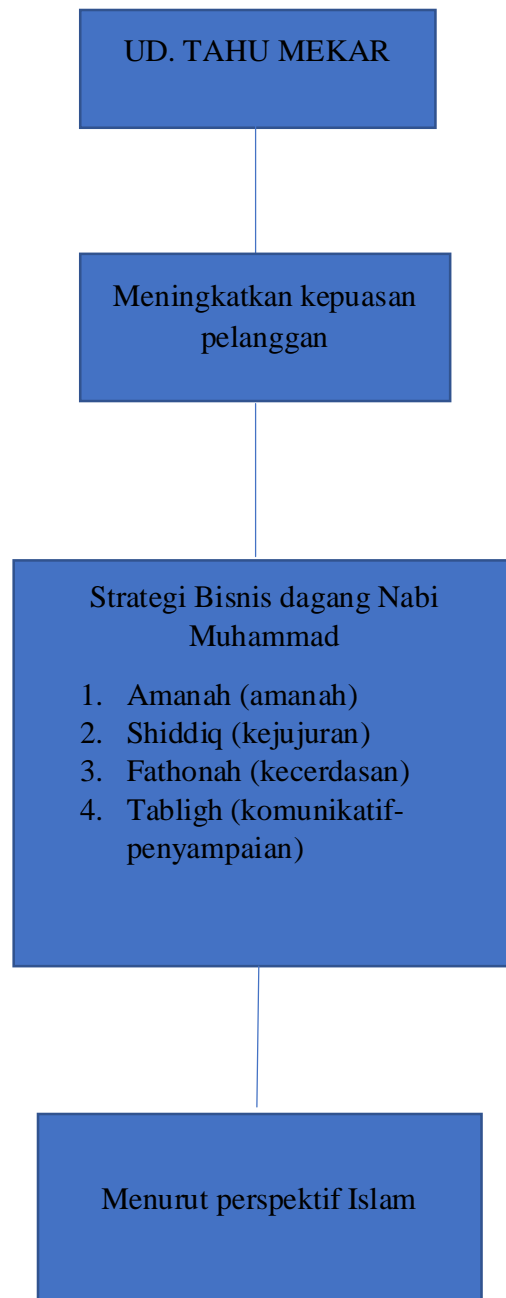 UD. TAHU MEKAR
Meningkatkan kepuasan
pelanggan
Strategi Bisnis dagang Nabi
Muhammad
1. Amanah (amanah)
2. Shiddiq (kejujuran)
3. Fathonah (kecerdasan)
4. Tabligh (komunikatif-
penyampaian)
Menurut perspektif Islam